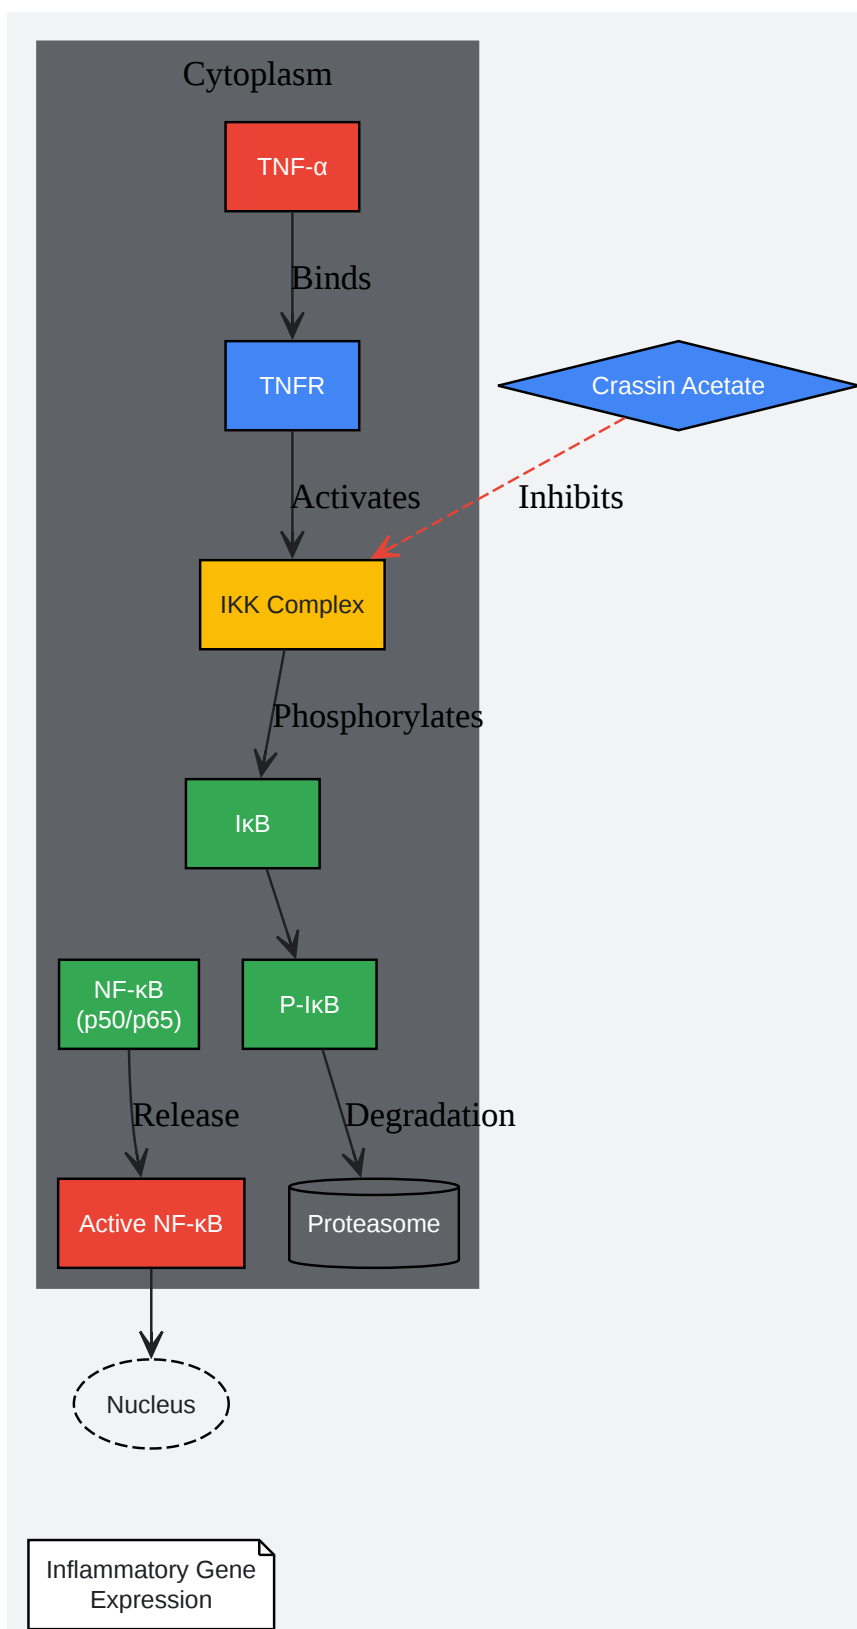 Cytoplasm
TNF-α
Binds
TNFR
Crassin Acetate
Activates
Inhibits
IKK Complex
Phosphorylates
IκB
NF-κB
(p50/p65)
P-IκB
Release
Degradation
Active NF-κB
Proteasome
Nucleus
Inflammatory Gene
Expression